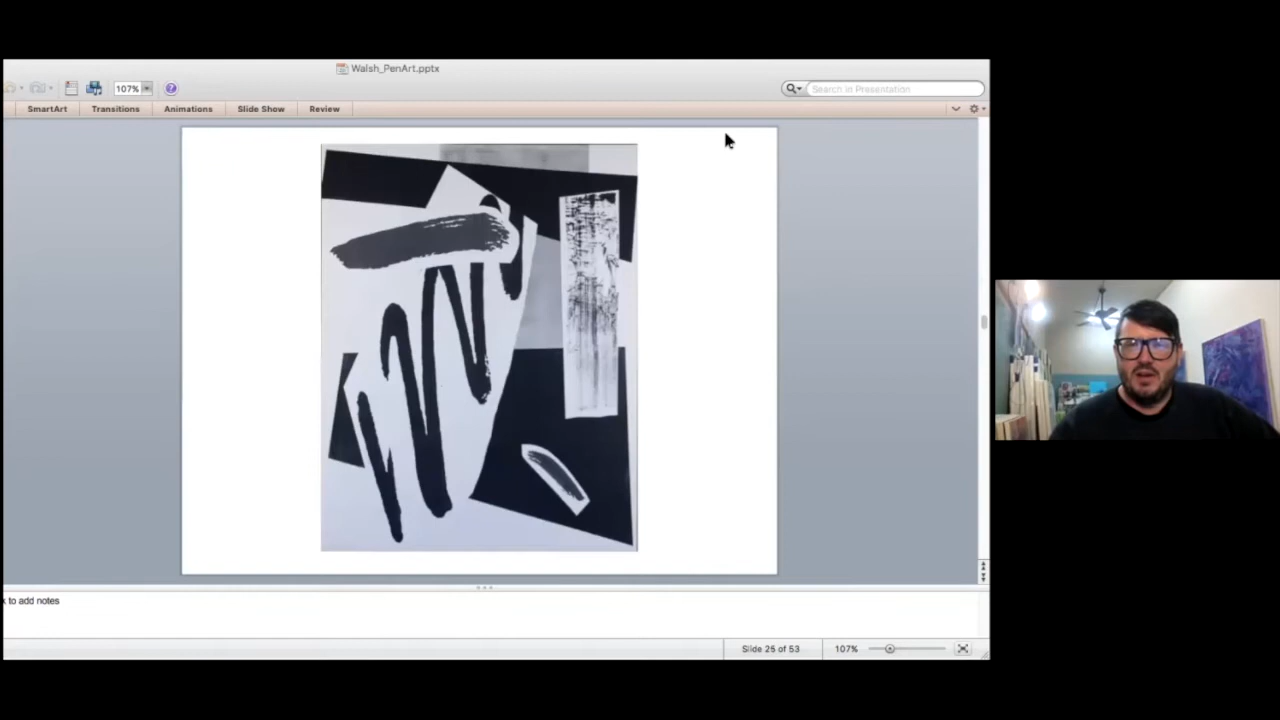 Walsh_PenArt.pptx
107%
Search in Presentation
SmartArt Transitions Animations Slide Show Review
to add notes
Slide 25 of 53 107%